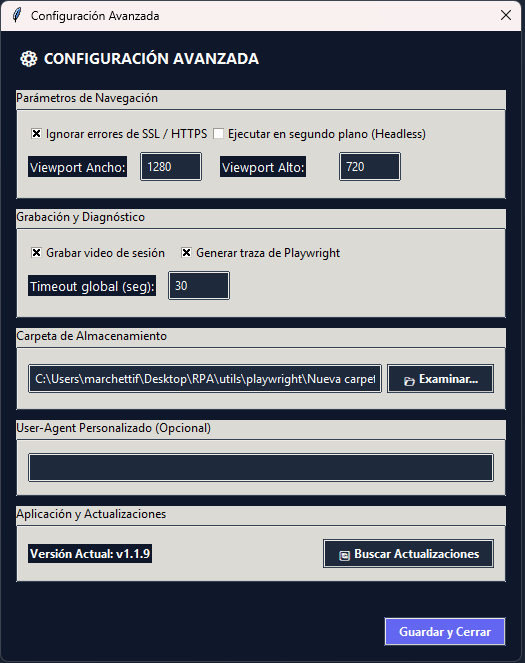 Configuración Avanzada
CONFIGURACIÓN AVANZADA
Parámetros de Navegación
Ignorar errores de SSL / HTTPS Ejecutar en segundo plano (Headless)
Viewport Ancho: 1280 Viewport Alto: 720
Grabación y Diagnóstico
Grabar video de sesión Generar traza de Playwright
Timeout global (seg): 30
Carpeta de Almacenamiento
C:\Users\marchettif\Desktop\RPA\utils\playwright\Nueva carpet Examinar...
User-Agent Personalizado (Opcional)
Aplicación y Actualizaciones
Versión Actual: v1.1.9 Buscar Actualizaciones
Guardar y Cerrar